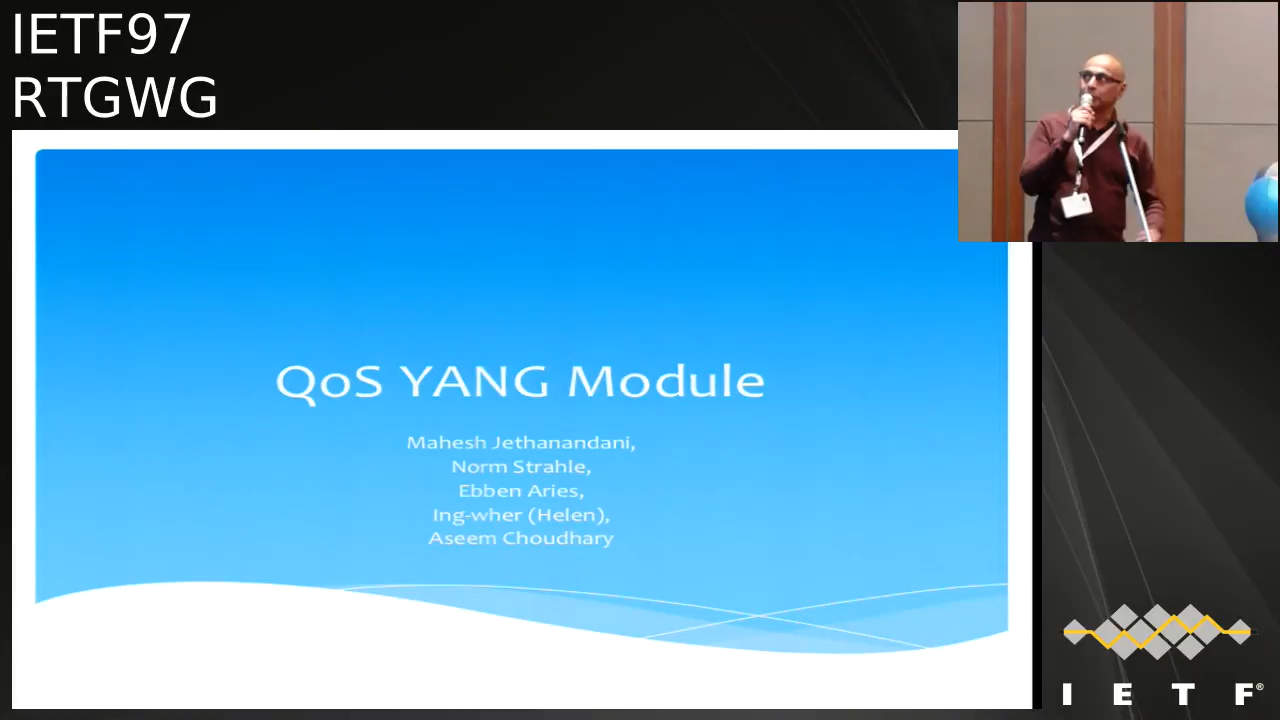 IETF97
RTGWG
QoS YANG Module
Mahesh Jethanandani,
Norm Strahle,
Ebben Aries,
Ing-wher (Helen),
Aseem Choudhary
I E T F®